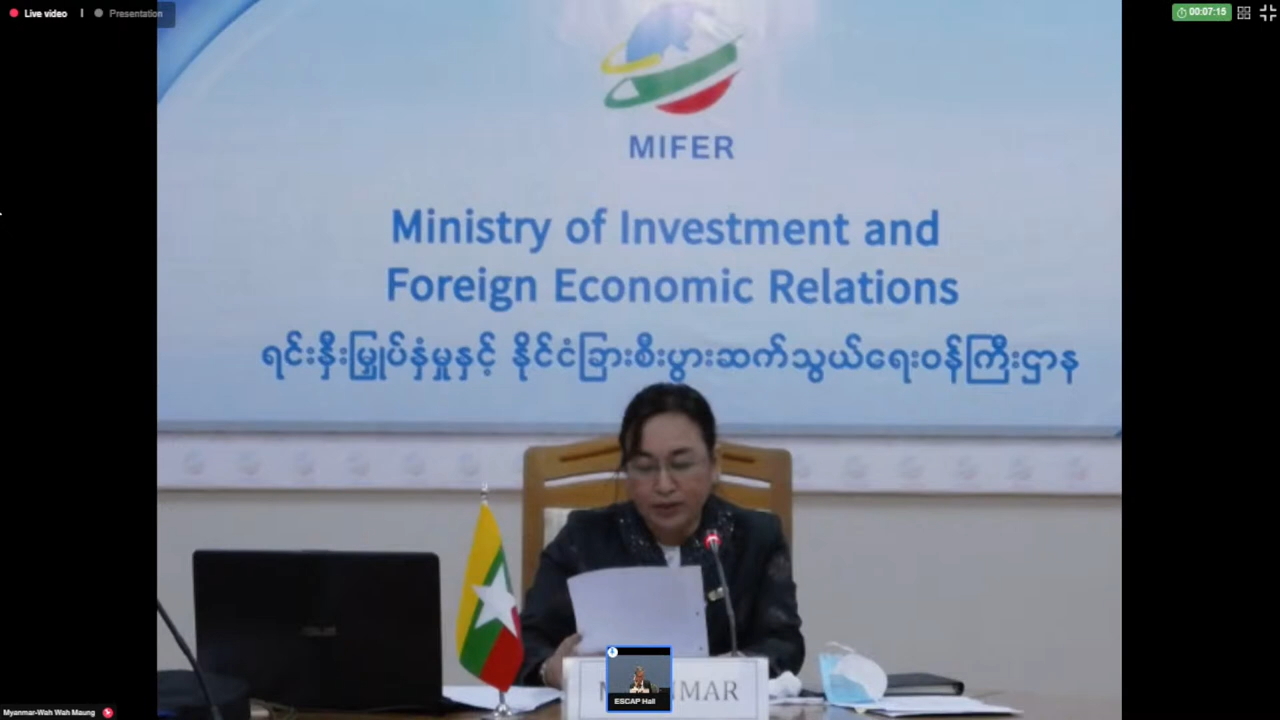 Live video
Presentation
00:07:15
MIFER
Ministry of Investment and
Foreign Economic Relations
ရင်းနှီးမြှုပ်နှံမှုနှင့် နိုင်ငံခြားစီးပွားဆက်သွယ်ရေးဝန်ကြီးဌာန
ASUS
MAR
ESCAP Hall
Myanmar-Wah Wah Maung